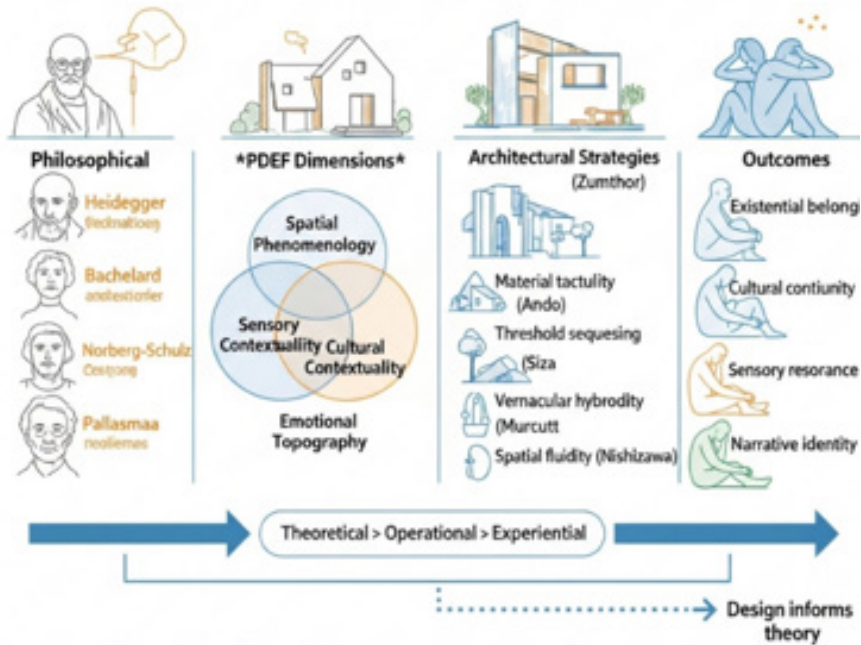 Philosophical
Heidegger
Bachelard
Norberg-Schulz
Pallasmaa
*PDEF Dimensions*
Spatial
Phenomenology
Sensory
Contextuallity
Cultural
Contextuality
Emotional
Topography
Architectural Strategies
(Zumthor)
Material tactulity
(Ando)
Threshold sequesing
(Siza
Vernacular hybrodity
(Murcutt
Spatial fludity (Nishizawa)
Outcomes
Existential belongi
Cultural contiunity
Sensory resorance
Narrative identity
Theoretical > Operational > Experiential
Design informs
theory